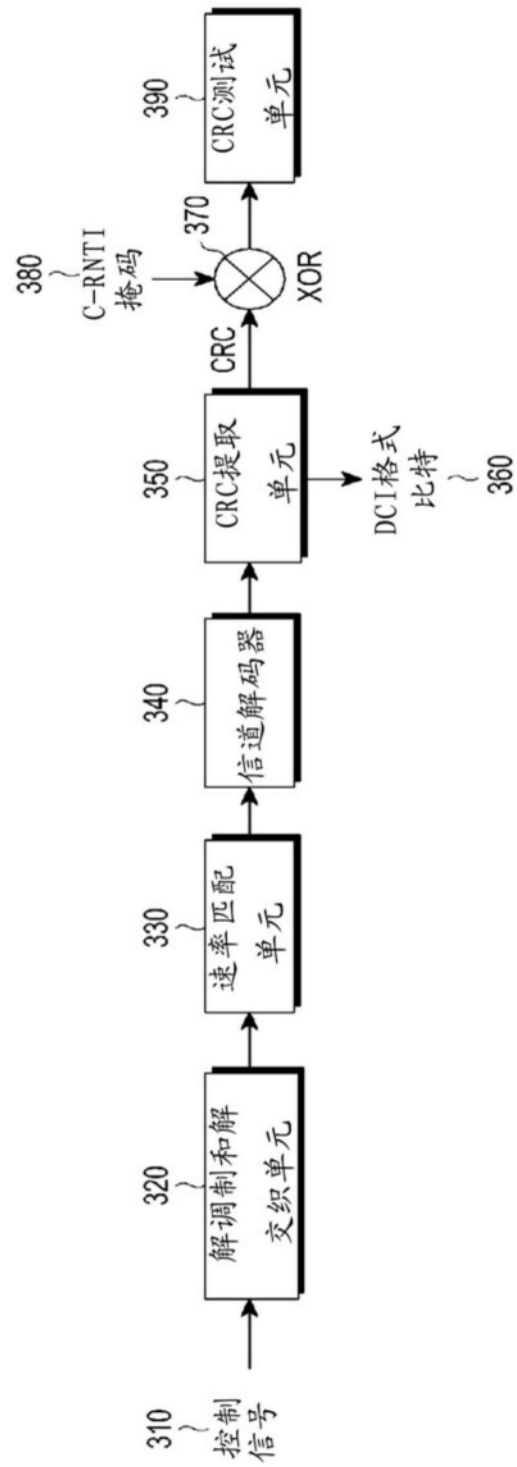 310
控制
信号
320
解调制和解
交织单元
330
速率匹配
单元
340
信道解码器
350
CRC提取
单元
DCI格式
比特
360
CRC
370
XOR
380
C-RNTI
掩码
390
CRC测试
单元